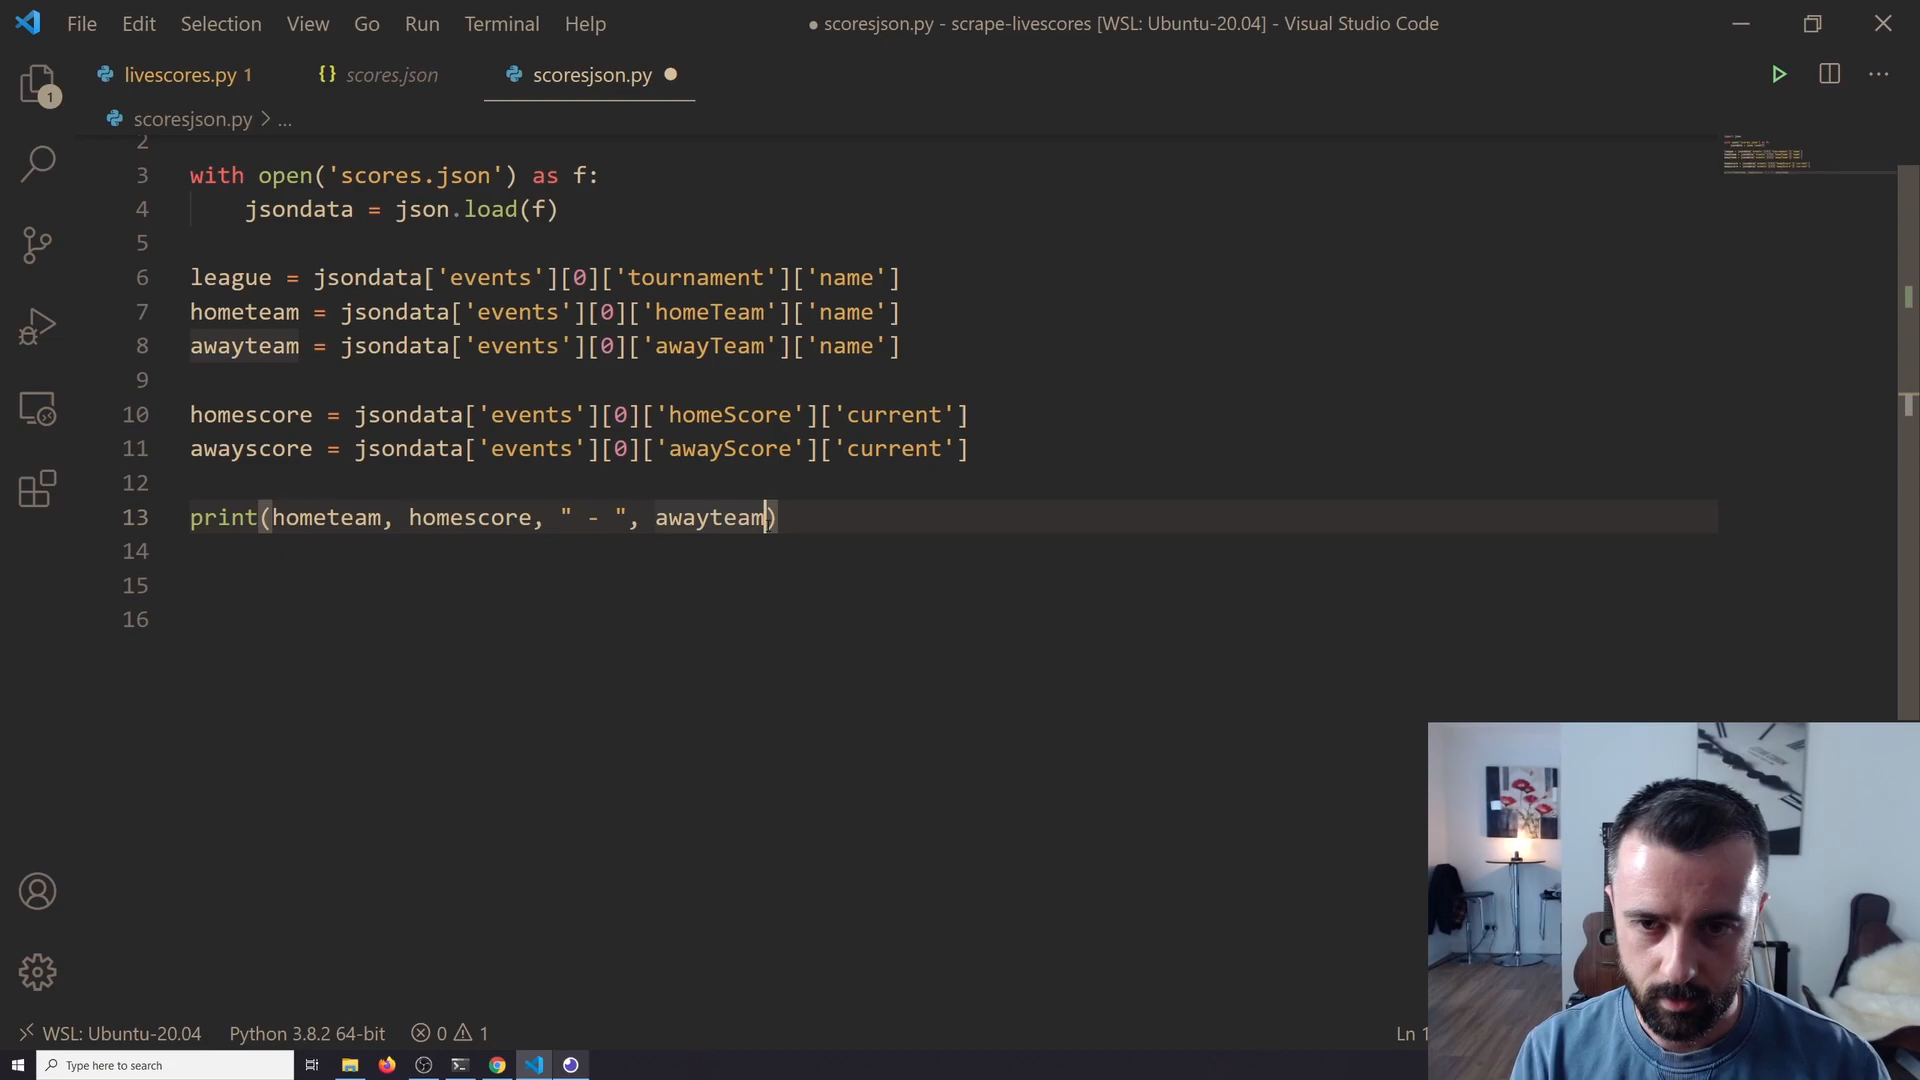 File Edit Selection View Go Run Terminal Help
● scoresjson.py - scrape-livescores [WSL: Ubuntu-20.04] - Visual Studio Code
livescores.py 1 {} scores.json scoresjson.py ●
1
scoresjson.py > ...
2
3 with open('scores.json') as f:
4 jsondata = json.load(f)
5
6 league = jsondata['events'][0]['tournament']['name']
7 hometeam = jsondata['events'][0]['homeTeam']['name']
8 awayteam = jsondata['events'][0]['awayTeam']['name']
9
10 homescore = jsondata['events'][0]['homeScore']['current']
11 awayscore = jsondata['events'][0]['awayScore']['current']
12
13 print(hometeam, homescore, " - ", awayteam)
14
15
16
WSL: Ubuntu-20.04 Python 3.8.2 64-bit 0 1 Ln 1
Type here to search